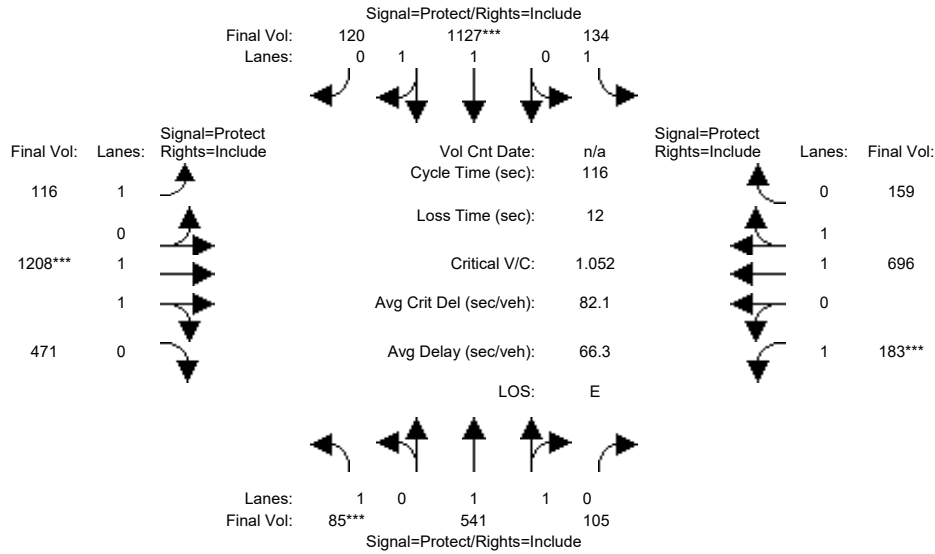 Signal=Protect/Rights=Include
Final Vol: 120 1127*** 134
Lanes: 0 1 1 0 1
Signal=Protect Signal=Protect
Final Vol: Lanes: Rights=Include Vol Cnt Date: n/a Rights=Include Lanes: Final Vol:
Cycle Time (sec): 116
116 1 0 159
Loss Time (sec): 12
0 1
1208*** 1 Critical V/C: 1.052 1 696
1 Avg Crit Del (sec/veh): 82.1 0
471 0 Avg Delay (sec/veh): 66.3 1 183***
LOS: E
Lanes: 1 0 1 1 0
Final Vol: 85*** 541 105
Signal=Protect/Rights=Include